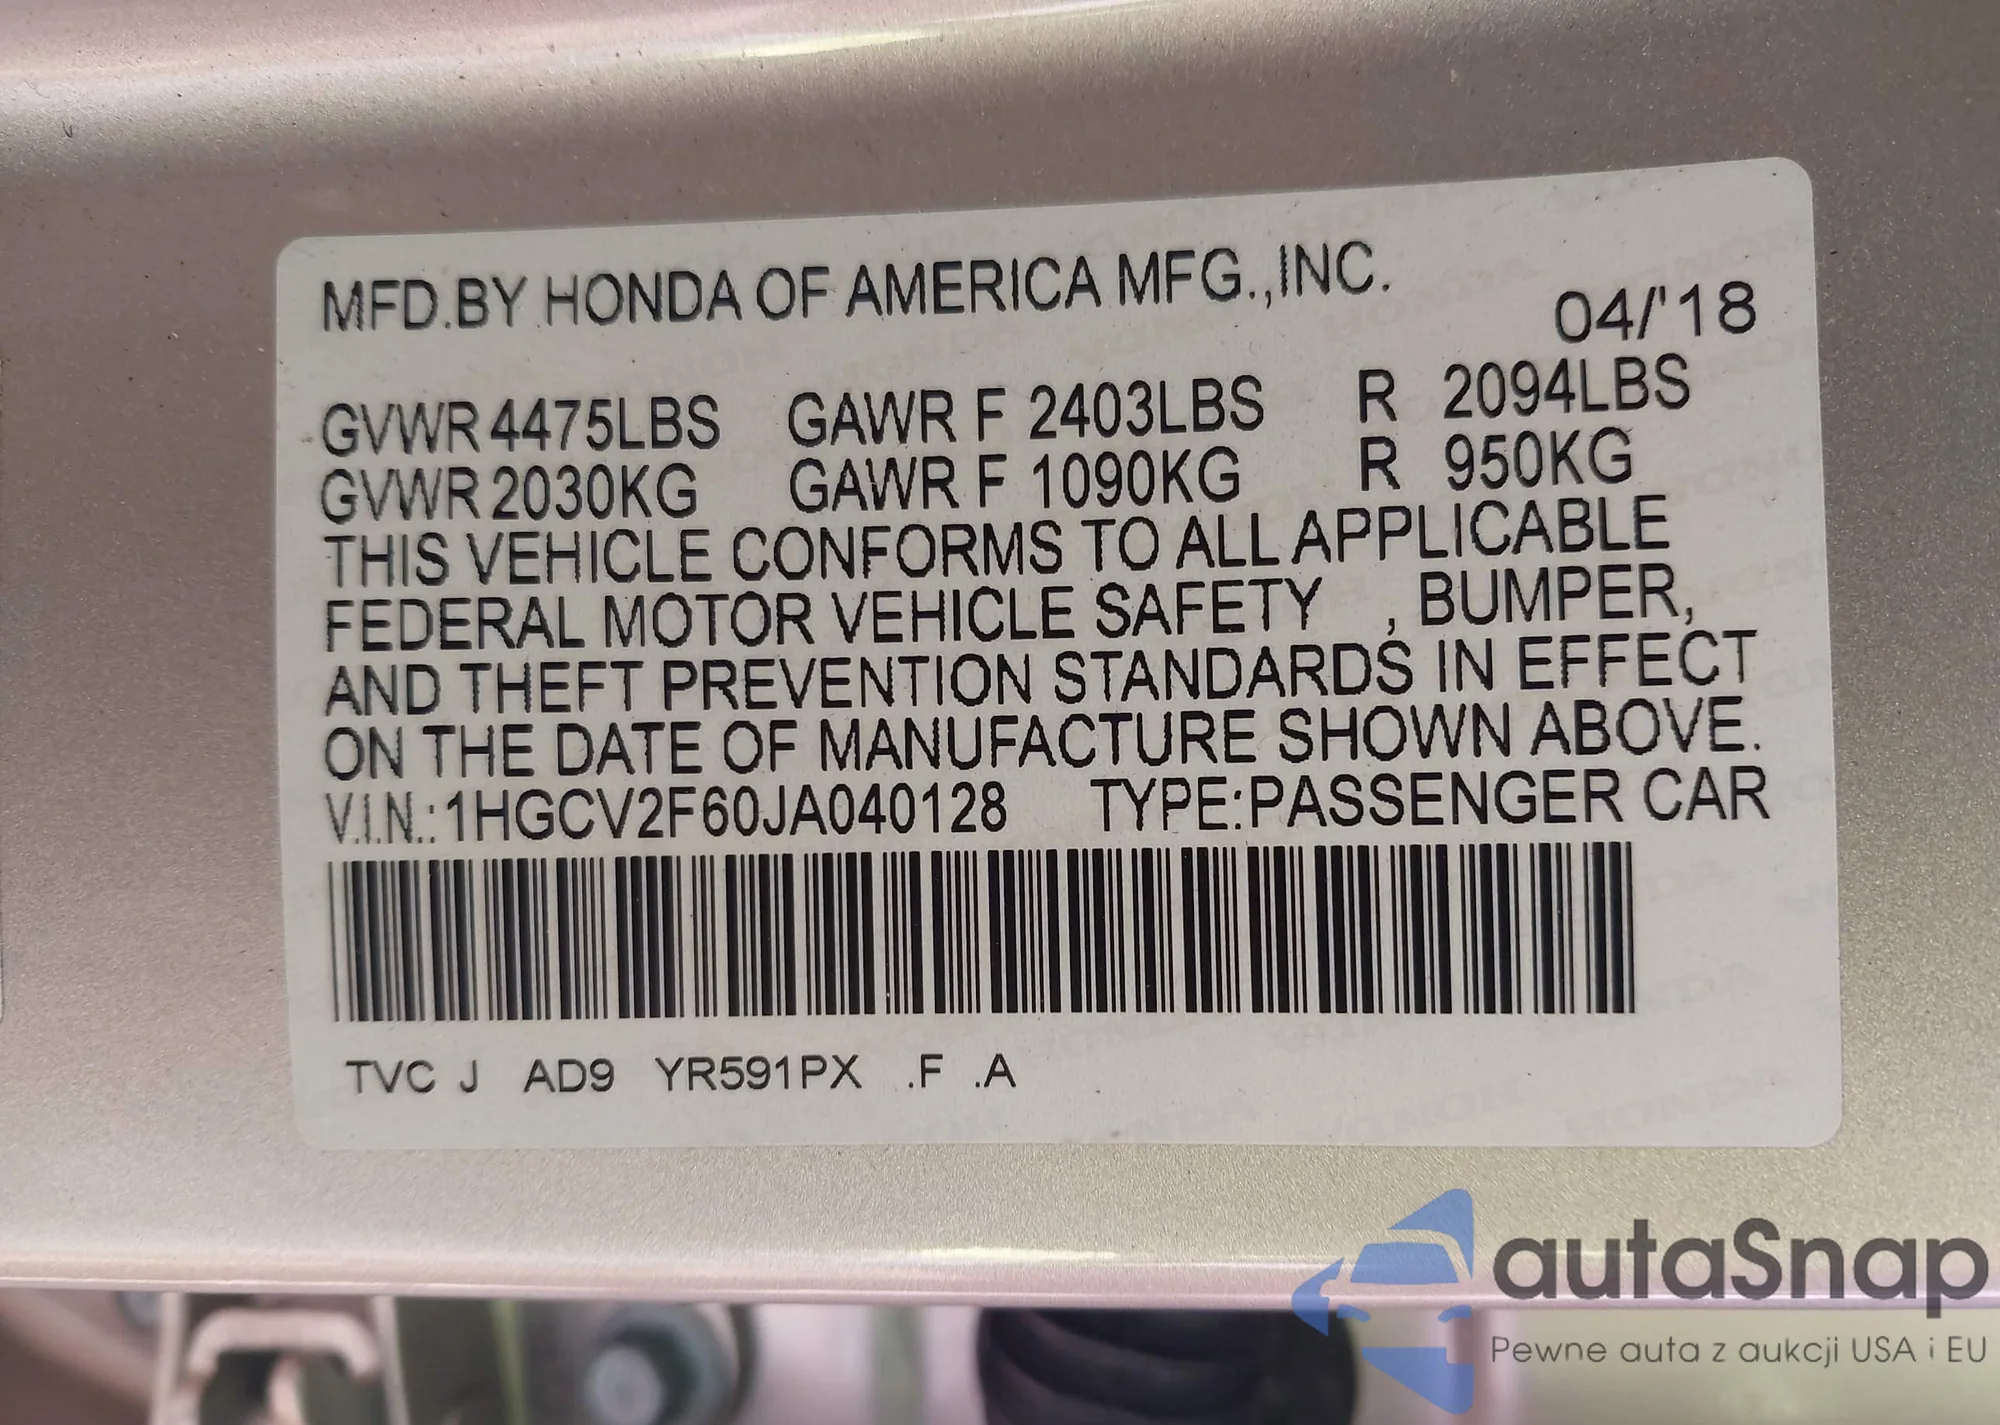 MFD.BY HONDA OF AMERICA MFG.,INC.
04/'18
GVWR 4475LBS GAWR F 2403LBS R 2094LBS
GVWR 2030KG GAWR F 1090KG R 950KG
THIS VEHICLE CONFORMS TO ALL APPLICABLE
FEDERAL MOTOR VEHICLE SAFETY , BUMPER,
AND THEFT PREVENTION STANDARDS IN EFFECT
ON THE DATE OF MANUFACTURE SHOWN ABOVE.
V.I.N.:1HGCV2F60JA040128 TYPE:PASSENGER CAR
TVC J AD9 YR591PX .F .A
autaSnap
Pewne auta z aukcji USA i EU